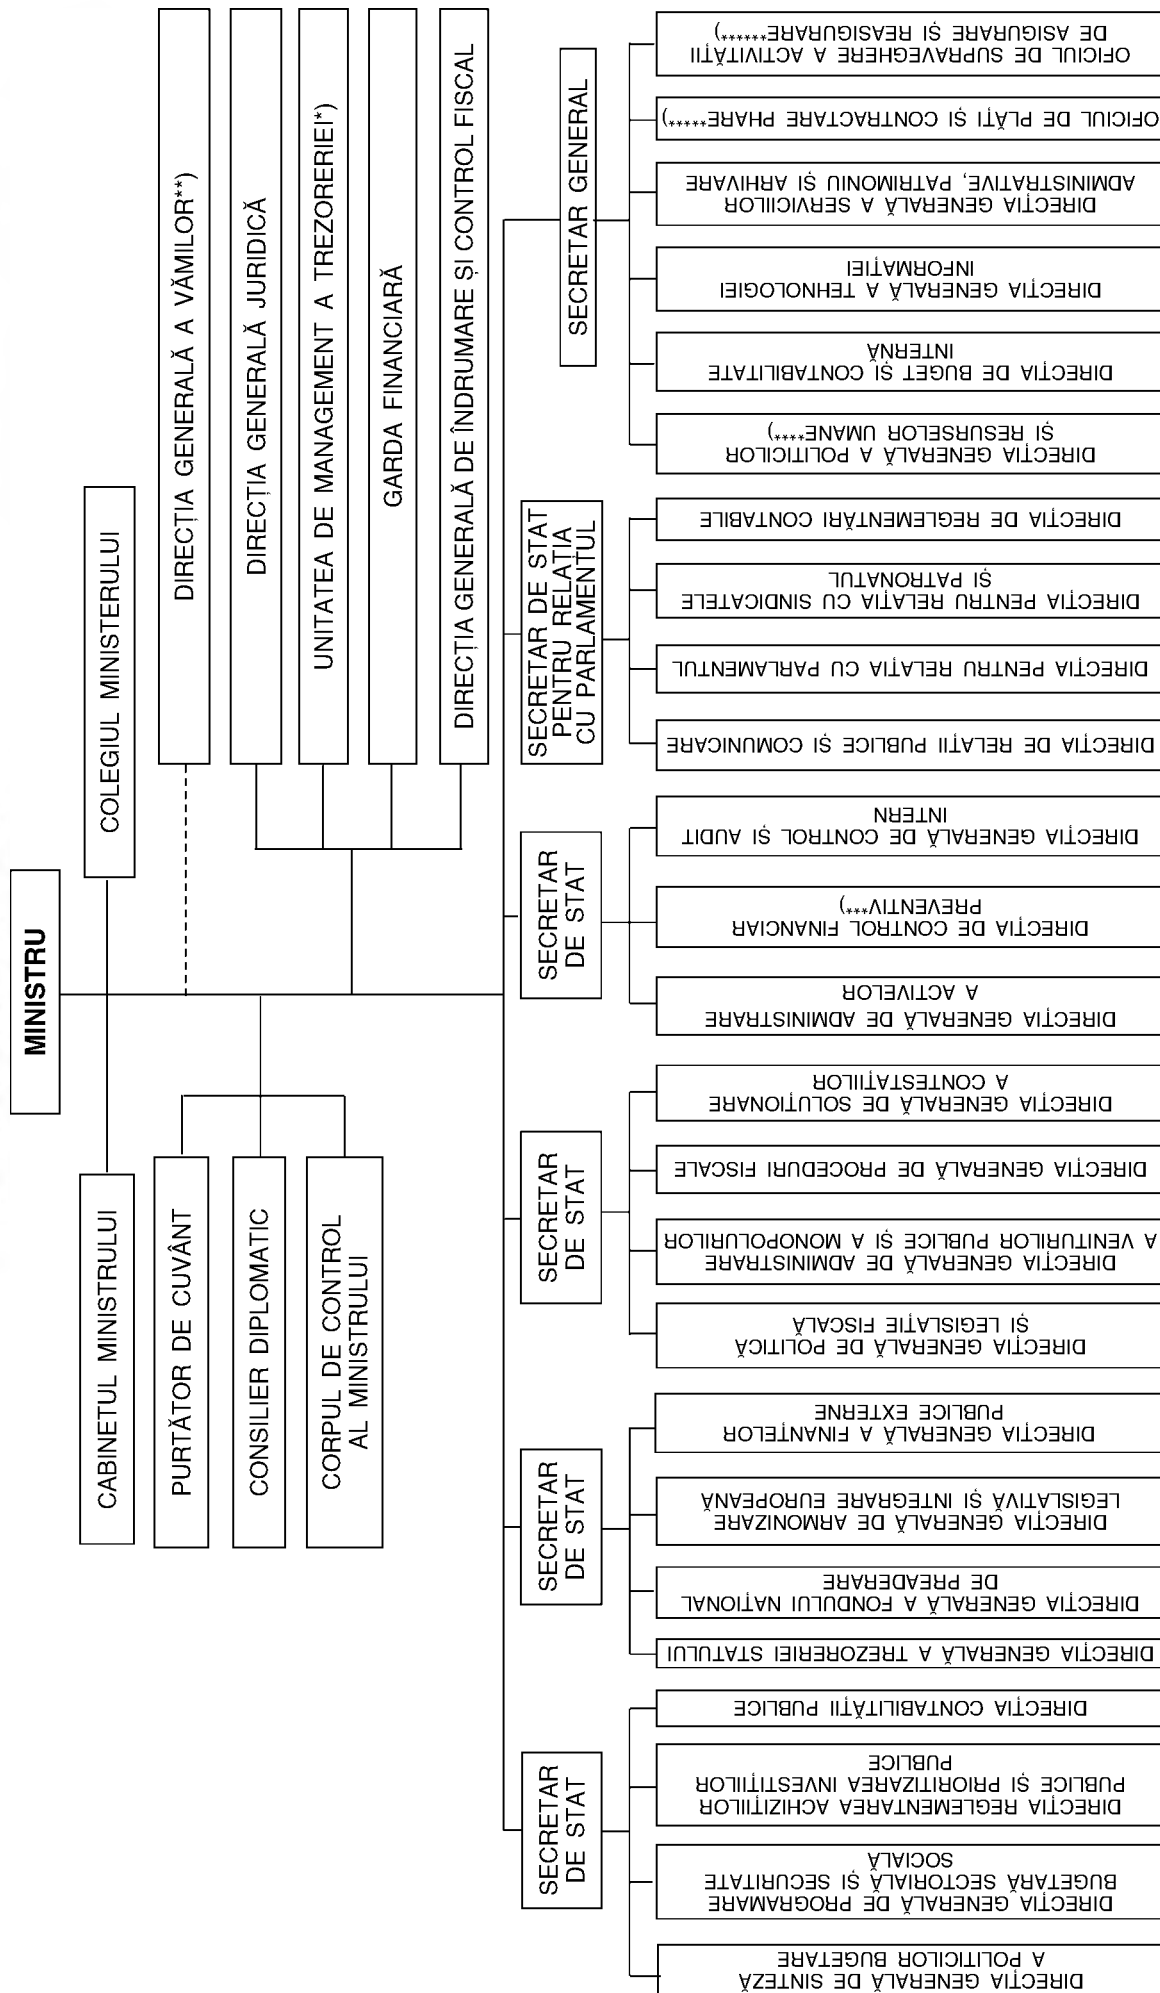 MINISTRU
CABINETUL MINISTRULUI
COLEGIUL MINISTERULUI
PURTĂTOR DE CUVÂNT
CONSILIER DIPLOMATIC
CORPUL DE CONTROL
AL MINISTRULUI
DIRECȚIA GENERALĂ A VĂMILOR**)
DIRECȚIA GENERALĂ JURIDICĂ
UNITATEA DE MANAGEMENT A TREZORERIEI*)
GARDA FINANCIARĂ
DIRECȚIA GENERALĂ DE ÎNDRUMARE ȘI CONTROL FISCAL
SECRETAR
DE STAT
SECRETAR
DE STAT
SECRETAR
DE STAT
SECRETAR
DE STAT
SECRETAR DE STAT
PENTRU RELAȚIA
CU PARLAMENTUL
SECRETAR GENERAL
DIRECȚIA GENERALĂ DE SINTEZĂ
A POLITICILOR BUGETARE
DIRECȚIA GENERALĂ DE PROGRAMARE
BUGETARĂ SECTORIALĂ ȘI SECURITATE
SOCIALĂ
DIRECȚIA REGLEMENTAREA ACHIZIȚIILOR
PUBLICE ȘI PRIORITIZAREA INVESTIȚIILOR
PUBLICE
DIRECȚIA CONTABILITĂȚII PUBLICE
DIRECȚIA GENERALĂ A TREZORERIEI STATULUI
DIRECȚIA GENERALĂ A FONDULUI NAȚIONAL
DE PREADERARE
DIRECȚIA GENERALĂ DE ARMONIZARE
LEGISLATIVĂ ȘI INTEGRARE EUROPEANĂ
DIRECȚIA GENERALĂ A FINANȚELOR
PUBLICE EXTERNE
DIRECȚIA GENERALĂ DE POLITICĂ
ȘI LEGISLAȚIE FISCALĂ
DIRECȚIA GENERALĂ DE ADMINISTRARE
A VENITURILOR PUBLICE ȘI A MONOPOLURILOR
DIRECȚIA GENERALĂ DE PROCEDURI FISCALE
DIRECȚIA GENERALĂ DE SOLUȚIONARE
A CONTESTAȚIILOR
DIRECȚIA GENERALĂ DE ADMINISTRARE
A ACTIVELOR
DIRECȚIA DE CONTROL FINANCIAR
PREVENTIV***)
DIRECȚIA GENERALĂ DE CONTROL ȘI AUDIT
INTERN
DIRECȚIA DE RELAȚII PUBLICE ȘI COMUNICARE
DIRECȚIA PENTRU RELAȚIA CU PARLAMENTUL
DIRECȚIA PENTRU RELAȚIA CU SINDICATELE
ȘI PATRONATUL
DIRECȚIA DE REGLEMENTĂRI CONTABILE
DIRECȚIA GENERALĂ A POLITICILOR
ȘI RESURSELOR UMANE****)
DIRECȚIA DE BUGET ȘI CONTABILITATE
INTERNĂ
DIRECȚIA GENERALĂ A TEHNOLOGIEI
INFORMAȚIEI
DIRECȚIA GENERALĂ A SERVICIILOR
ADMINISTRATIVE, PATRIMONIU ȘI ARHIVARE
OFICIUL DE PLĂȚI ȘI CONTRACTARE PHARE*****)
OFICIUL DE SUPRAVEGHERE A ACTIVITĂȚII
DE ASIGURARE ȘI REASIGURARE******)